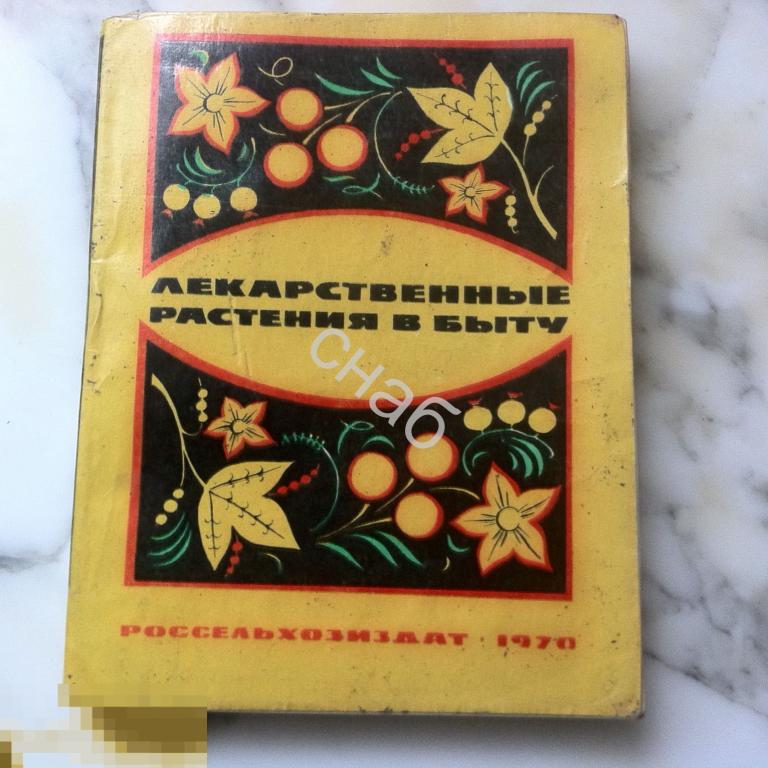 ЛЕКАРСТВЕННЫЕ
РАСТЕНИЯ В БЫТУ
снаб
РОССЕЛЬХОЗИЗДАТ · 1970